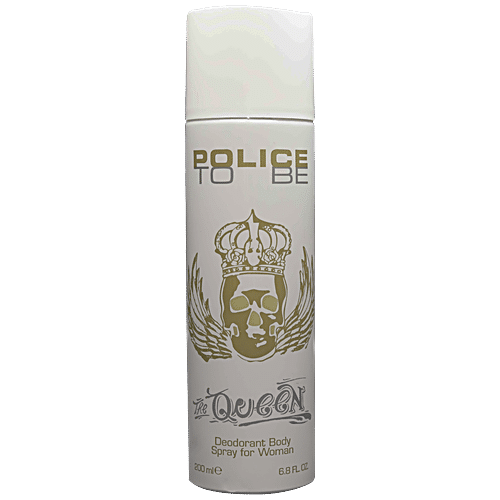 POLICE
TO BE
The QUEEN
Deodorant Body
Spray for Woman
200 ml e 6.8 FL. OZ.